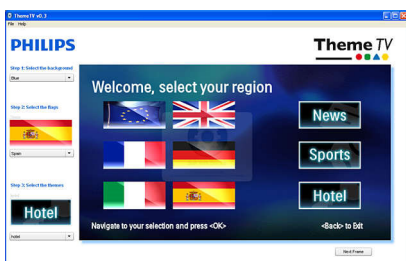 ThemeTV v0.3
File Help
PHILIPS
Theme TV
Step 1: Select the background
Blue
Step 2: Select the flags
Spain
Step 3: Select the themes
Hotel
hotel
Welcome, select your region
News
Sports
Hotel
Navigate to your selection and press <OK>
<Back> to Exit
Next Frame